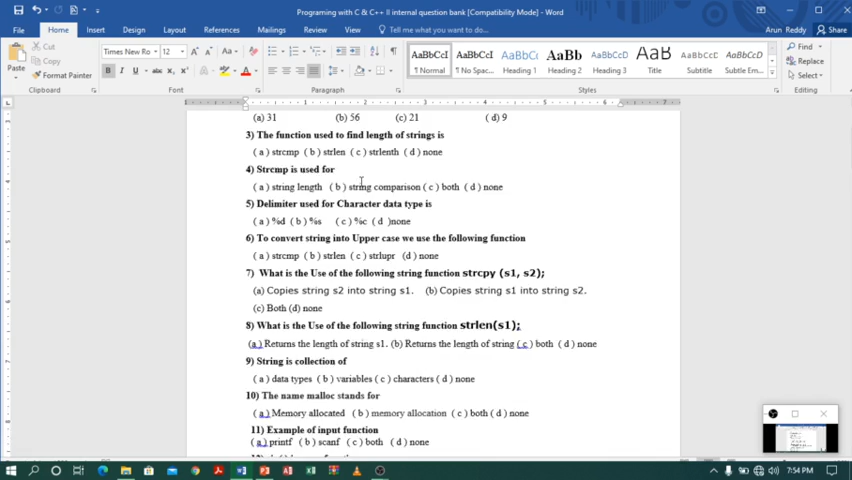 Programing with C & C++ II internal question bank [Compatibility Mode] - Word
Arun Reddy
File Home Insert Design Layout References Mailings Review View Tell me what you want to do... Share
Cut
Copy
Format Painter
Paste
Clipboard
Times New Ro 12
Font
Paragraph
AaBbCcI AaBbCcI AaBbCc AaBb AaBbCcD AaB AaBbCcD AaBbCcD
¶ Normal ¶ No Spac... Heading 1 Heading 2 Heading 3 Title Subtitle Subtle Em...
Styles
Find
Replace
Select
Editing
(a) 31 (b) 56 (c) 21 ( d) 9
3) The function used to find length of strings is
( a ) strcmp ( b ) strlen ( c ) strlenth ( d ) none
4) Strcmp is used for
( a ) string length ( b ) string comparison ( c ) both ( d ) none
5) Delimiter used for Character data type is
( a ) %d ( b ) %s ( c ) %c ( d )none
6) To convert string into Upper case we use the following function
( a ) strcmp ( b ) strlen ( c ) strlupr (d ) none
7) What is the Use of the following string function strcpy (s1, s2);
(a) Copies string s2 into string s1. (b) Copies string s1 into string s2.
(c) Both (d) none
8) What is the Use of the following string function strlen(s1);
(a ) Returns the length of string s1. (b) Returns the length of string ( c ) both ( d ) none
9) String is collection of
( a ) data types ( b ) variables ( c ) characters ( d ) none
10) The name malloc stands for
( a ) Memory allocated ( b ) memory allocation ( c ) both ( d ) none
11) Example of input function
( a ) printf ( b ) scanf ( c ) both ( d ) none
7:54 PM